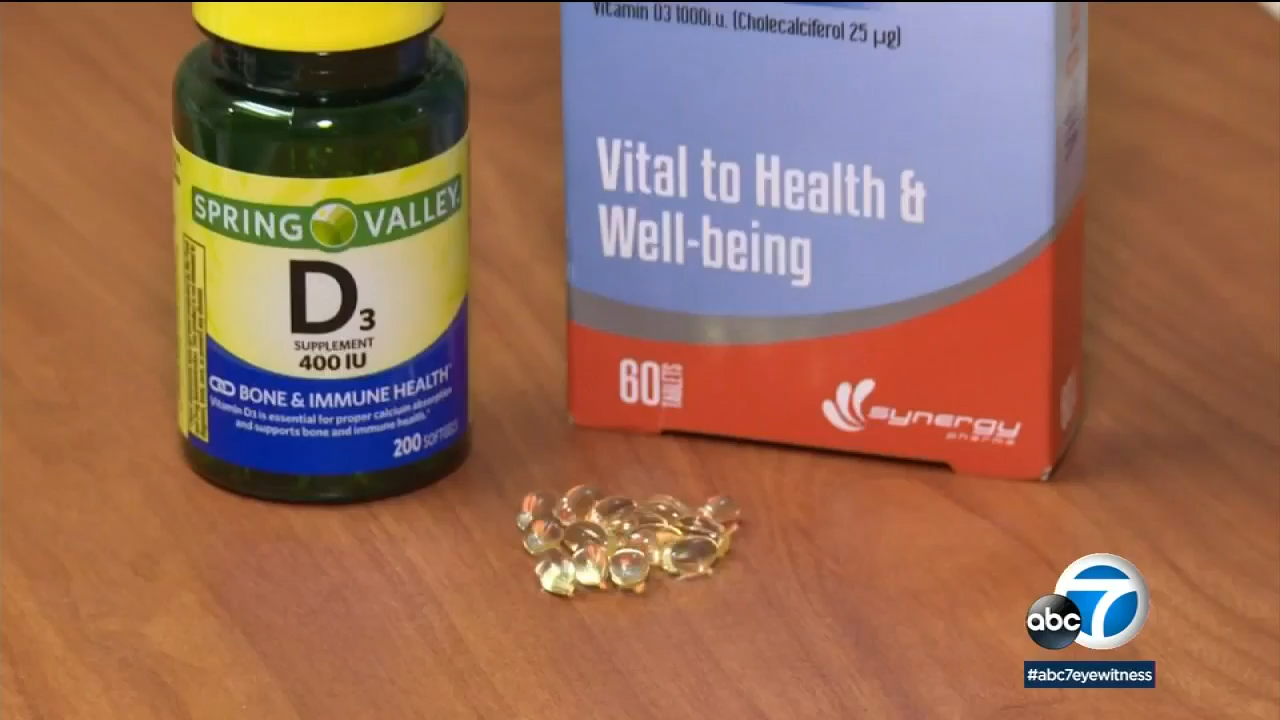 Vitamin D3 1000i.u. (Cholecalciferol 25 µg)
Vital to Health &
Well-being
60 TABLETS
synergy
pharma
SPRING VALLEY
D3
SUPPLEMENT
400 IU
BONE & IMMUNE HEALTH*
Vitamin D3 is essential for proper calcium absorption
and supports bone and immune health.*
200 SOFTGELS
abc 7
#abc7eyewitness